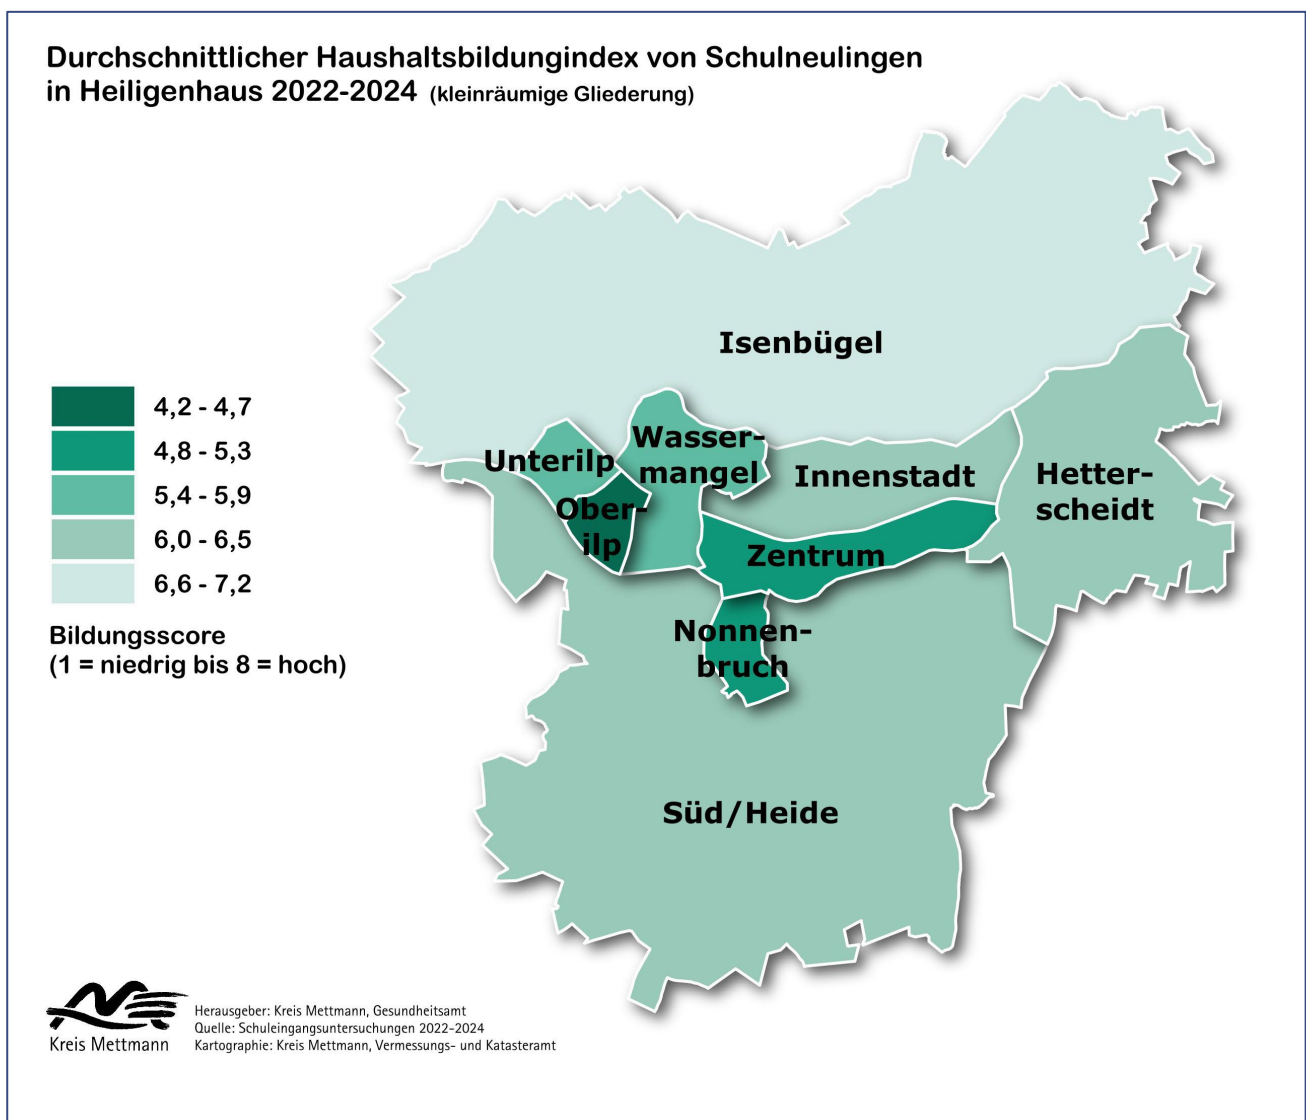 Durchschnittlicher Haushaltsbildungindex von Schulneulingen
in Heiligenhaus 2022-2024 (kleinräumige Gliederung)
Isenbügel
4,2 - 4,7
4,8 - 5,3
5,4 - 5,9
6,0 - 6,5
6,6 - 7,2
Bildungsscore
(1 = niedrig bis 8 = hoch)
Wasser-
mangel
Unterilp
Ober-
ilp
Innenstadt
Hetter-
scheidt
Zentrum
Nonnen-
bruch
Süd/Heide
Kreis Mettmann
Herausgeber: Kreis Mettmann, Gesundheitsamt
Quelle: Schuleingangsuntersuchungen 2022-2024
Kartographie: Kreis Mettmann, Vermessungs- und Katasteramt